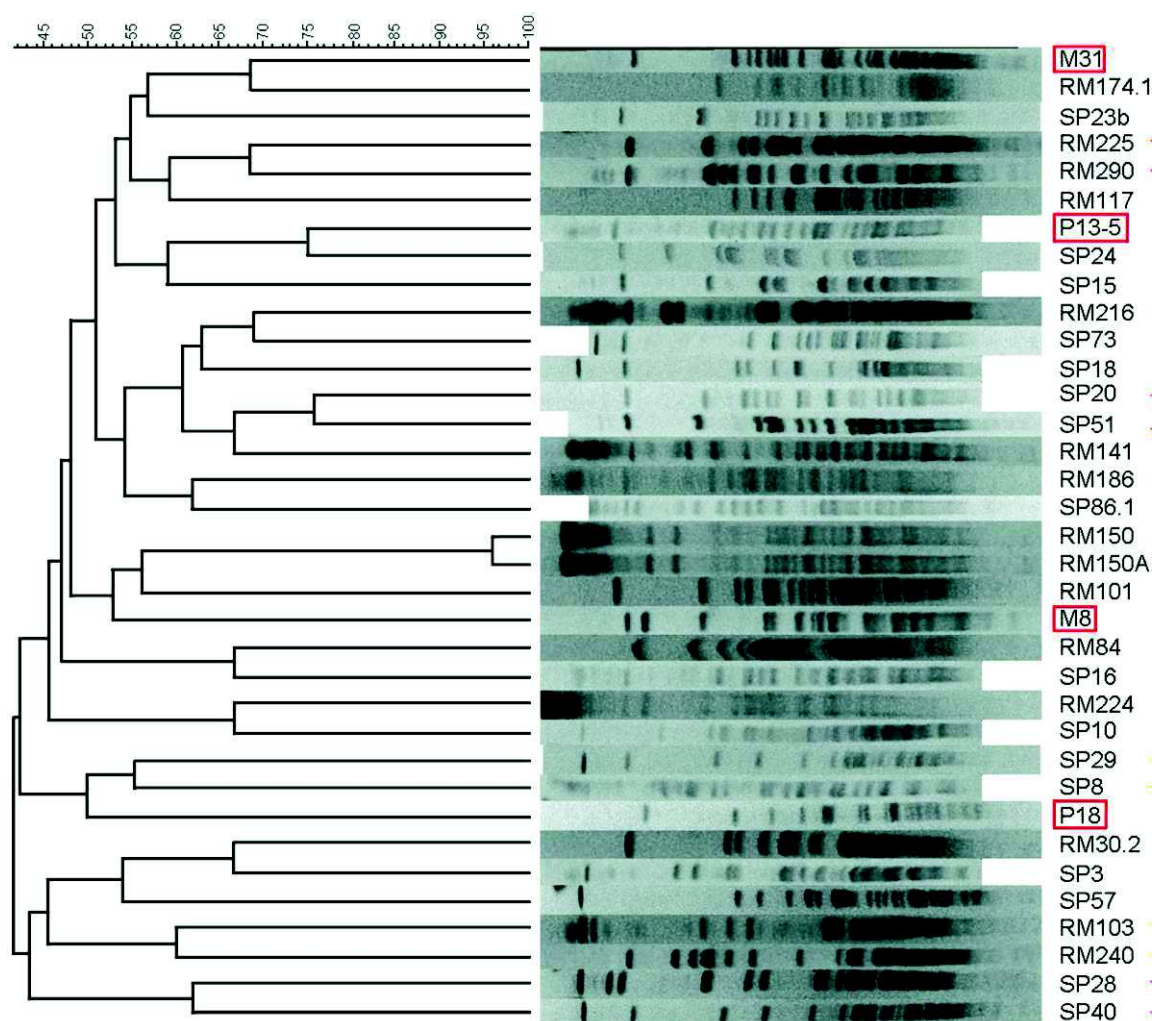 45 50 55 60 65 70 75 80 85 90 95 100
M31
RM174.1
SP23b
RM225
RM290
RM117
P13-5
SP24
SP15
RM216
SP73
SP18
SP20
SP51
RM141
RM186
SP86.1
RM150
RM150A
RM101
M8
RM84
SP16
RM224
SP10
SP29
SP8
P18
RM30.2
SP3
SP57
RM103
RM240
SP28
SP40